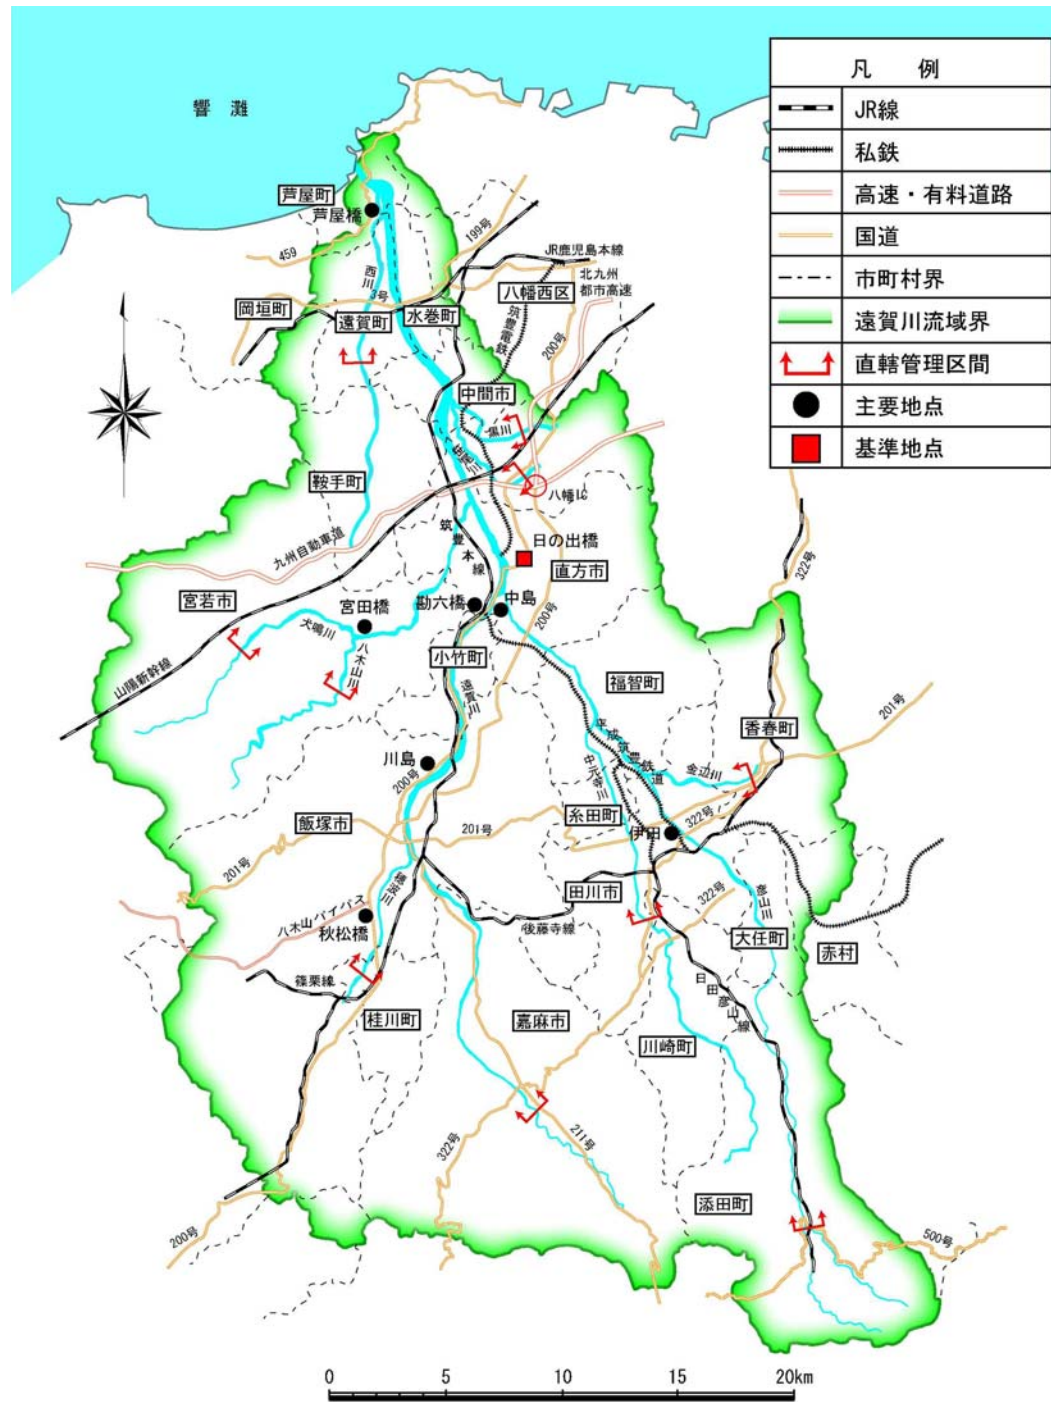 凡 例
JR線
私鉄
高速・有料道路
国道
市町村界
遠賀川流域界
直轄管理区間
主要地点
基準地点
響 灘
芦屋町
芦屋橋
199号
459
西川
3号
JR鹿児島本線
北九州
都市高速
八幡西区
岡垣町
遠賀町
水巻町
筑豊電鉄
200号
中間市
黒川
笹尾川
鞍手町
八幡IC
九州自動車道
筑豊本線
日の出橋
直方市
322号
宮若市
宮田橋
勘六橋
中島
犬鳴川
八木山川
200号
山陽新幹線
小竹町
遠賀川
福智町
香春町
201号
平成筑豊鉄道
金辺川
中元寺川
川島
200号
糸田町
322号
飯塚市
201号
伊田
201号
穂波川
田川市
322号
彦山川
八木山バイパス
秋松橋
後藤寺線
大任町
赤村
篠栗線
日田彦山線
桂川町
嘉麻市
川崎町
322号
211号
添田町
200号
500号
0 5 10 15 20km